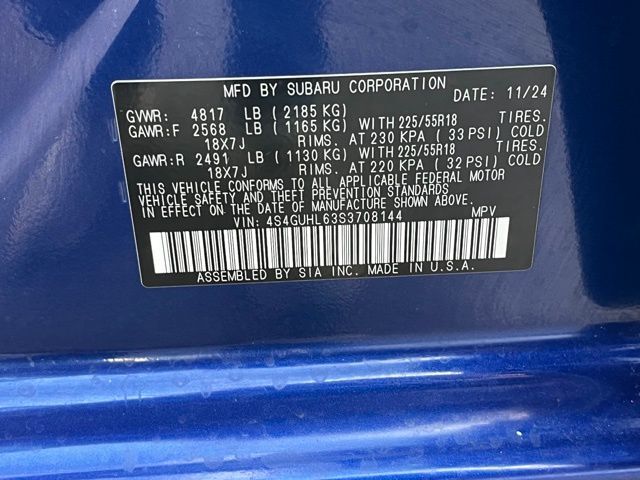 MFD BY SUBARU CORPORATION DATE: 11/24
GVWR: 4817 LB (2185 KG)
GAWR:F 2568 LB (1165 KG) WITH 225/55R18 TIRES.
18X7J RIMS. AT 230 KPA (33 PSI) COLD
GAWR:R 2491 LB (1130 KG) WITH 225/55R18 TIRES.
18X7J RIMS. AT 220 KPA (32 PSI) COLD
THIS VEHICLE CONFORMS TO ALL APPLICABLE FEDERAL MOTOR
VEHICLE SAFETY AND THEFT PREVENTION STANDARDS
IN EFFECT ON THE DATE OF MANUFACTURE SHOWN ABOVE.
VIN: 4S4GUHL63S3708144 MPV
ASSEMBLED BY SIA INC. MADE IN U.S.A.